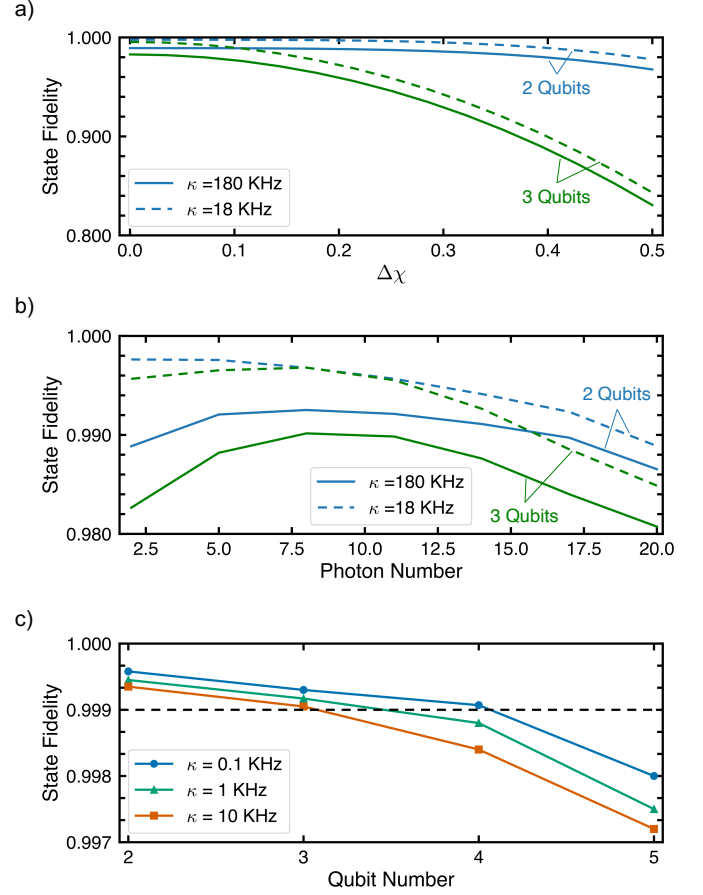 a)
1.000
0.900
0.800
State Fidelity
2 Qubits
3 Qubits
κ =180 KHz
κ =18 KHz
0.0 0.1 0.2 0.3 0.4 0.5
Δχ
b)
1.000
0.990
0.980
State Fidelity
2 Qubits
3 Qubits
κ =180 KHz
κ =18 KHz
2.5 5.0 7.5 10.0 12.5 15.0 17.5 20.0
Photon Number
c)
1.000
0.999
0.998
0.997
State Fidelity
κ = 0.1 KHz
κ = 1 KHz
κ = 10 KHz
2 3 4 5
Qubit Number